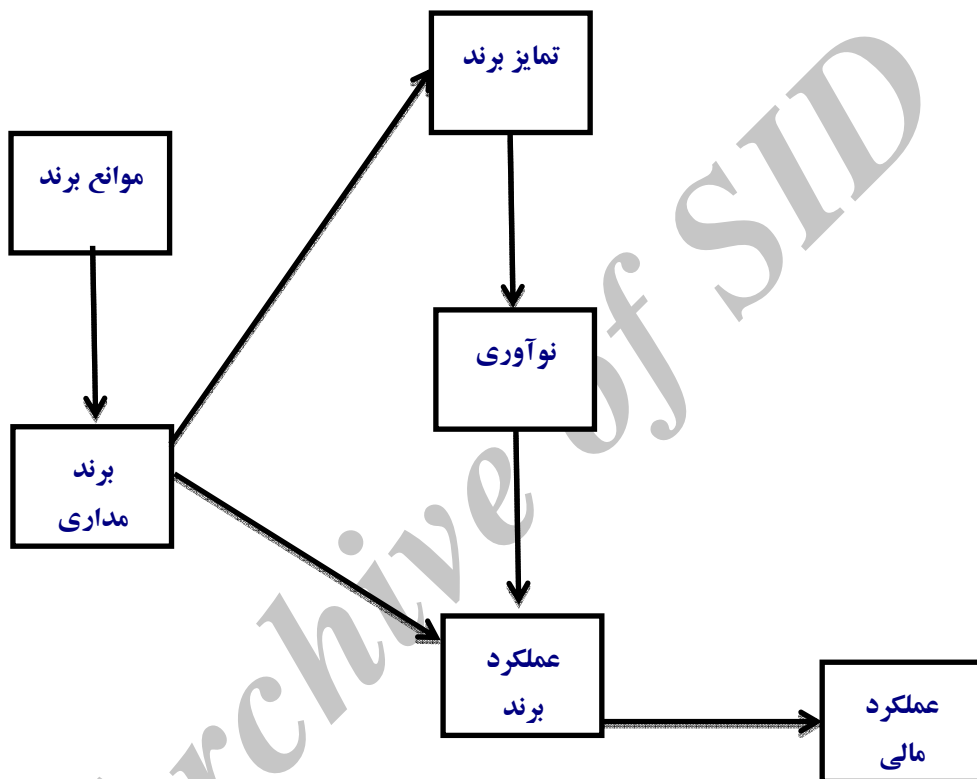 تمایز برند
موانع برند
نوآوری
برند
مداری
عملکرد
برند
عملکرد
مالی
Archive of SID